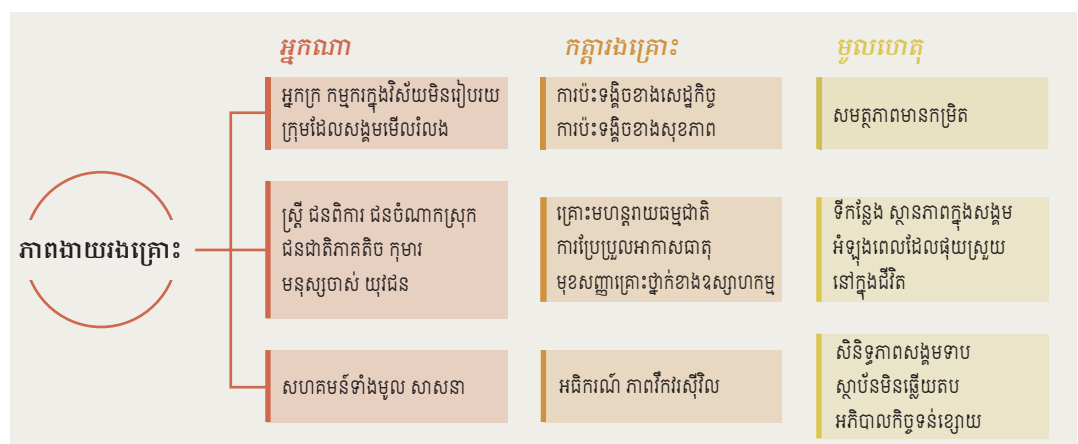 អ្នកណា
កត្តារងគ្រោះ
មូលហេតុ
ភាពងាយរងគ្រោះ
អ្នកក្រ កម្មករក្នុងវិស័យមិនរៀបរយ
ក្រុមដែលសង្គមមើលរំលង
ការប៉ះទង្គិចខាងសេដ្ឋកិច្ច
ការប៉ះទង្គិចខាងសុខភាព
សមត្ថភាពមានកម្រិត
ស្ត្រី ជនពិការ ជនចំណាកស្រុក
ជនជាតិភាគតិច កុមារ
មនុស្សចាស់ យុវជន
គ្រោះមហន្តរាយធម្មជាតិ
ការប្រែប្រួលអាកាសធាតុ
មុខសញ្ញាគ្រោះថ្នាក់ខាងឧស្សាហកម្ម
ទីកន្លែង ស្ថានភាពក្នុងសង្គម
អំឡុងពេលដែលផុយស្រួយ
នៅក្នុងជីវិត
សហគមន៍ទាំងមូល សាសនា
អធិករណ៍ ភាពវឹកវរស៊ីវិល
សិនិទ្ធភាពសង្គមទាប
ស្ថាប័នមិនឆ្លើយតប
អភិបាលកិច្ចទន់ខ្សោយ